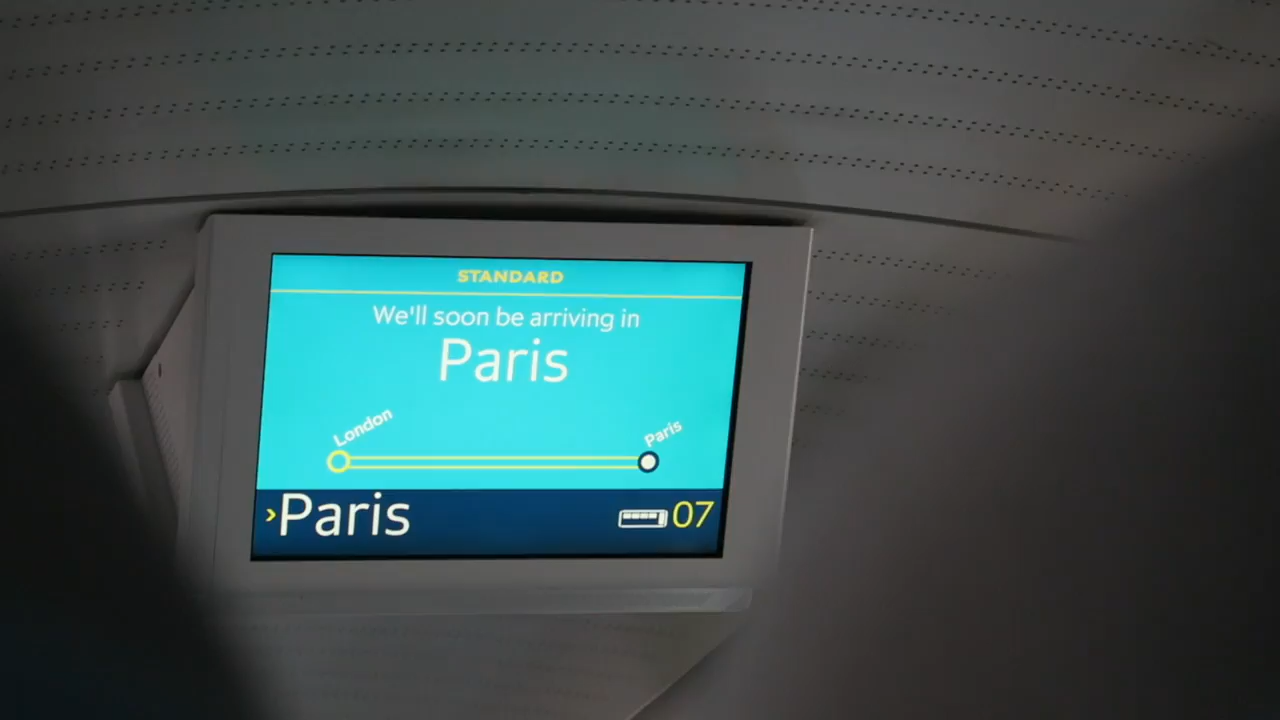 STANDARD
We'll soon be arriving in
Paris
London
Paris
›Paris
07